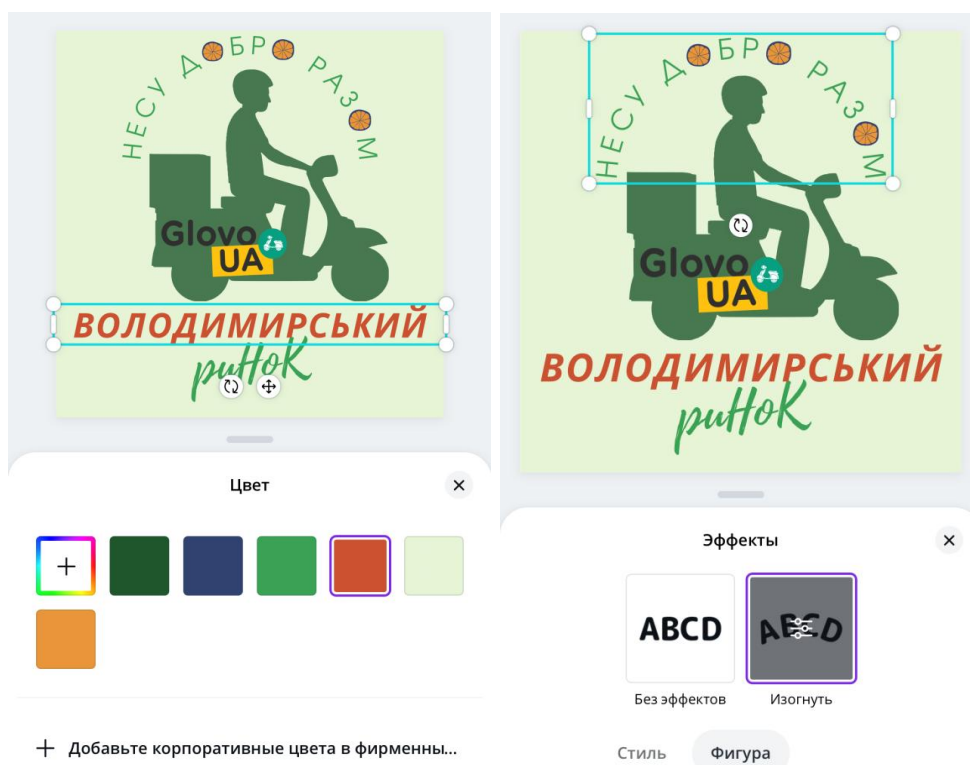 НЕСУ ДОБРО РАЗОМ
Glovo
UA
ВОЛОДИМИРСЬКИЙ
риНоК
Цвет
Добавьте корпоративные цвета в фирменны...
НЕСУ ДОБРО РАЗОМ
Glovo
UA
ВОЛОДИМИРСЬКИЙ
риНоК
Эффекты
ABCD
ABCD
Без эффектов
Изогнуть
Стиль
Фигура